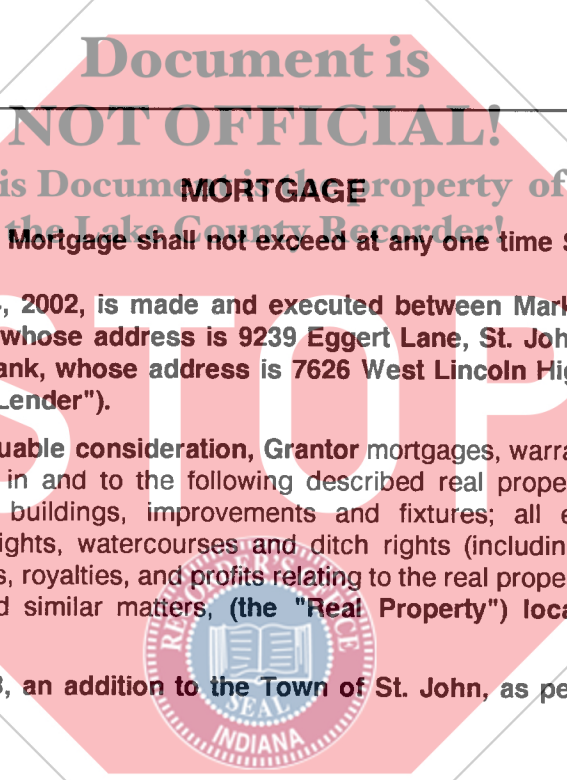 Document is
NOT OFFICIAL!
is Document is the property of
MORTGAGE
the Lake County Recorder!
Mortgage shall not exceed at any one time
, 2002, is made and executed between Mark
whose address is 9239 Eggert Lane, St. Joh
ank, whose address is 7626 West Lincoln Hig
Lender").
STOP
uable consideration, Grantor mortgages, warra
in and to the following described real prope
buildings, improvements and fixtures; all e
ights, watercourses and ditch rights (including
s, royalties, and profits relating to the real prope
d similar matters, (the "Real Property") loca
RECORDER'S OFFICE
, an addition to the Town of St. John, as pe
SEAL
INDIANA